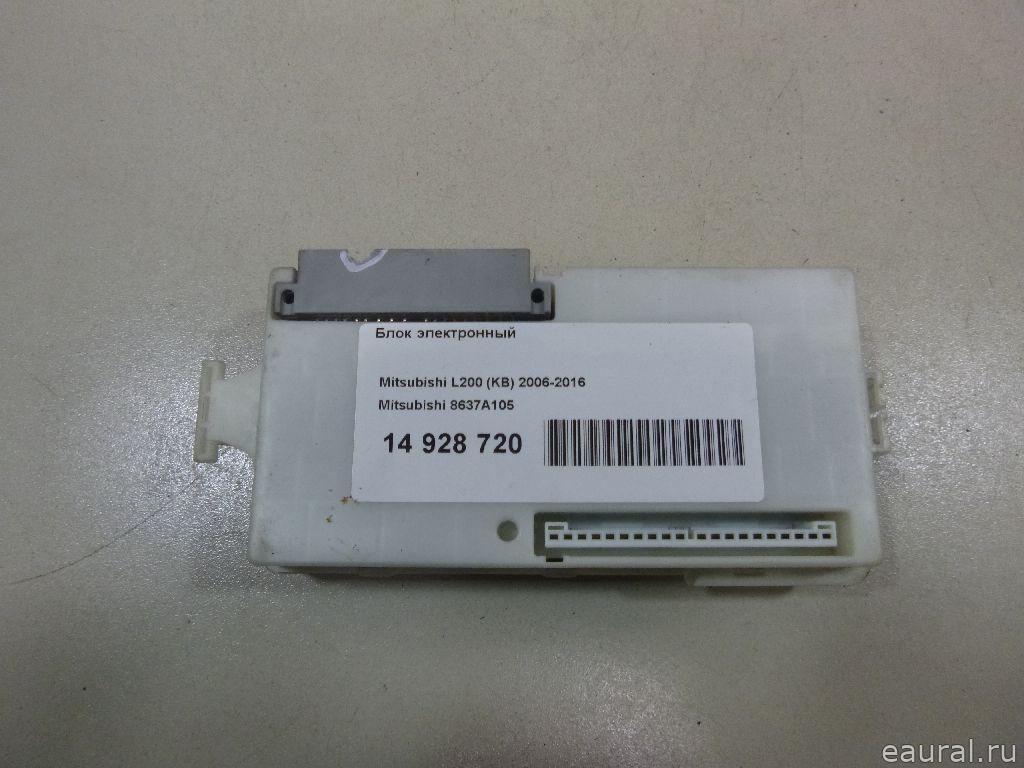 Блок электронный
Mitsubishi L200 (KB) 2006-2016
Mitsubishi 8637A105
14 928 720
eaural.ru